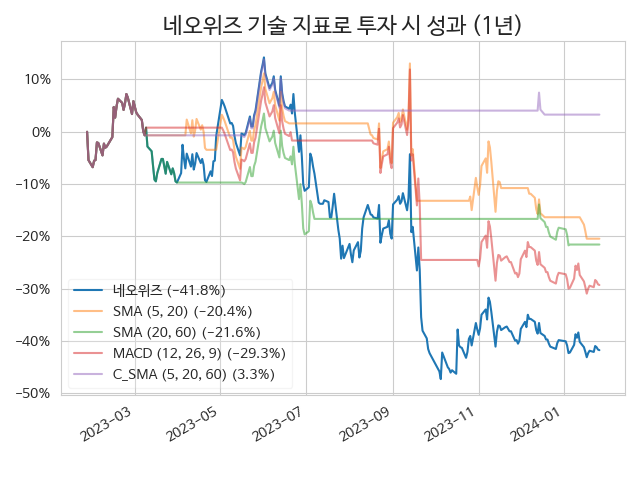 네오위즈 기술 지표로 투자 시 성과 (1년)
10%
0%
−10%
−20%
−30%
−40%
−50%
네오위즈 (−41.8%)
SMA (5, 20) (−20.4%)
SMA (20, 60) (−21.6%)
MACD (12, 26, 9) (−29.3%)
C_SMA (5, 20, 60) (3.3%)
2023−03
2023−05
2023−07
2023−09
2023−11
2024−01